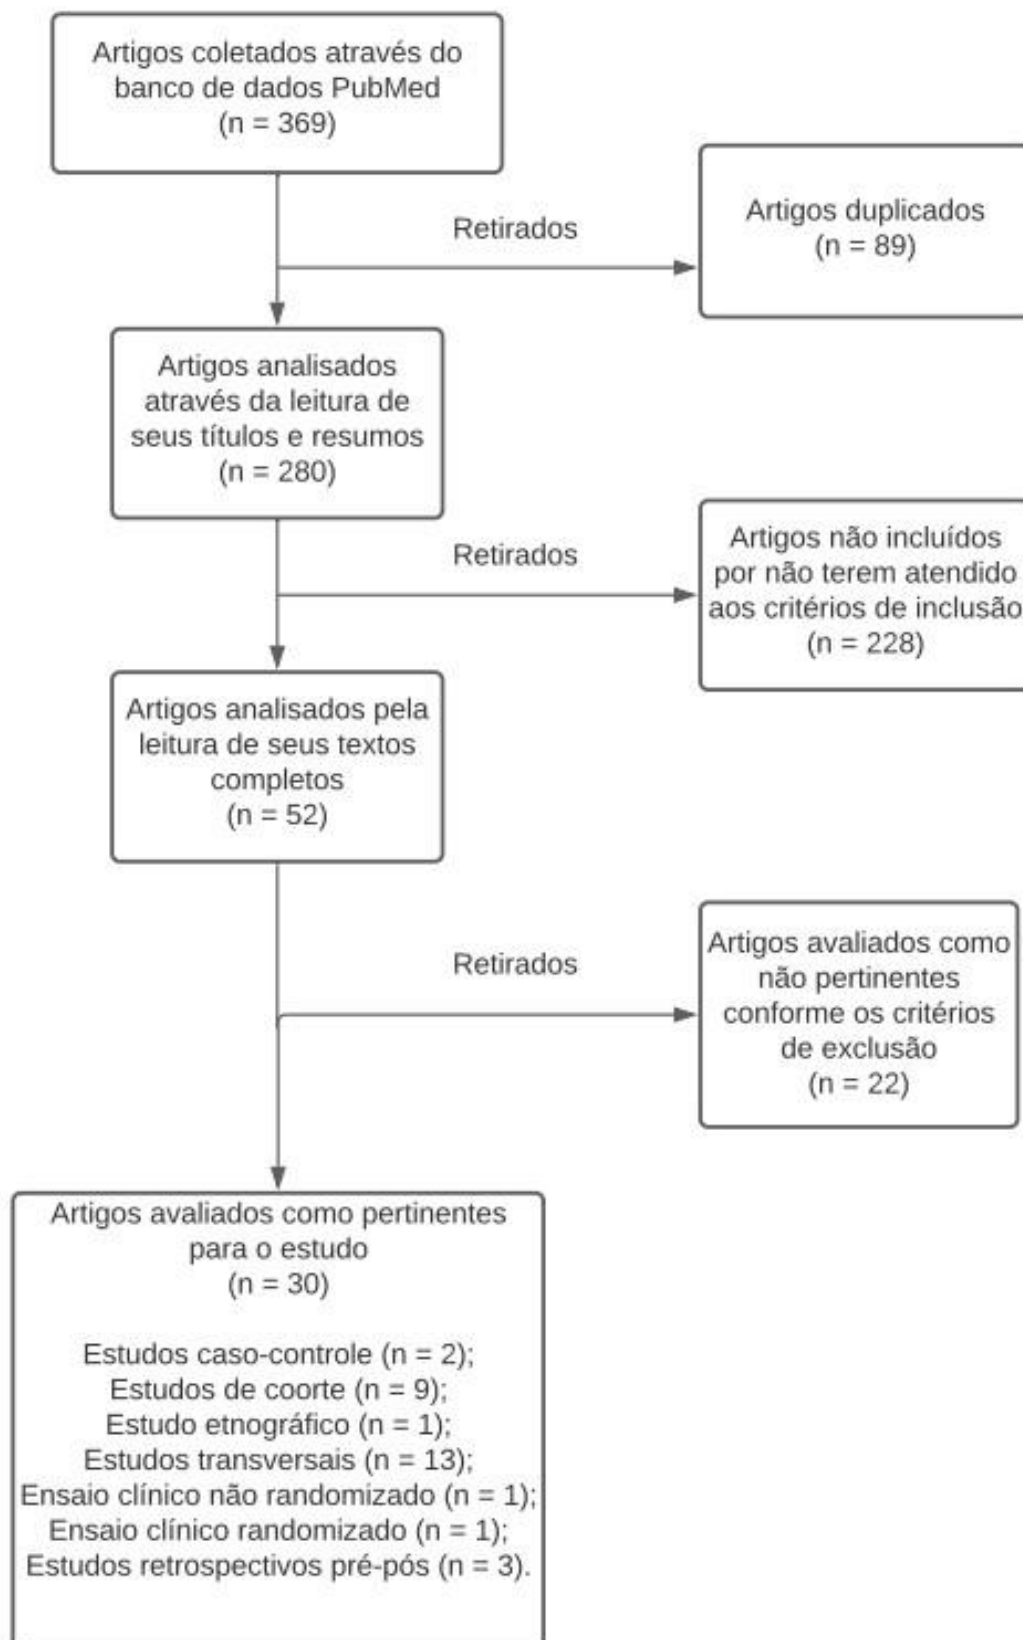 Artigos coletados através do
banco de dados PubMed
(n = 369)
Retirados
Artigos duplicados
(n = 89)
Artigos analisados
através da leitura de
seus títulos e resumos
(n = 280)
Retirados
Artigos não incluídos
por não terem atendido
aos critérios de inclusão
(n = 228)
Artigos analisados pela
leitura de seus textos
completos
(n = 52)
Retirados
Artigos avaliados como
não pertinentes
conforme os critérios
de exclusão
(n = 22)
Artigos avaliados como pertinentes
para o estudo
(n = 30)
Estudos caso-controle (n = 2);
Estudos de coorte (n = 9);
Estudo etnográfico (n = 1);
Estudos transversais (n = 13);
Ensaio clínico não randomizado (n = 1);
Ensaio clínico randomizado (n = 1);
Estudos retrospectivos pré-pós (n = 3).